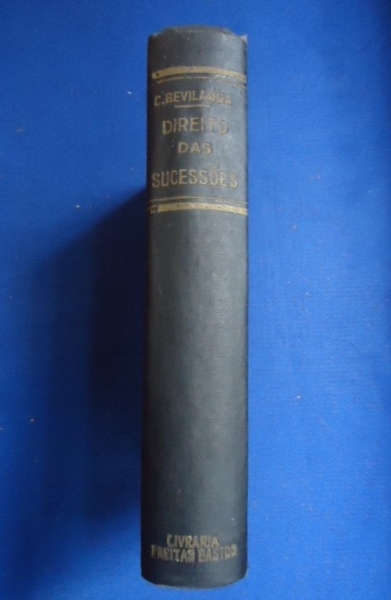 C. BEVILAQUA
DIREITO
DAS
SUCESSÕES
LIVRARIA
FREITAS BASTOS